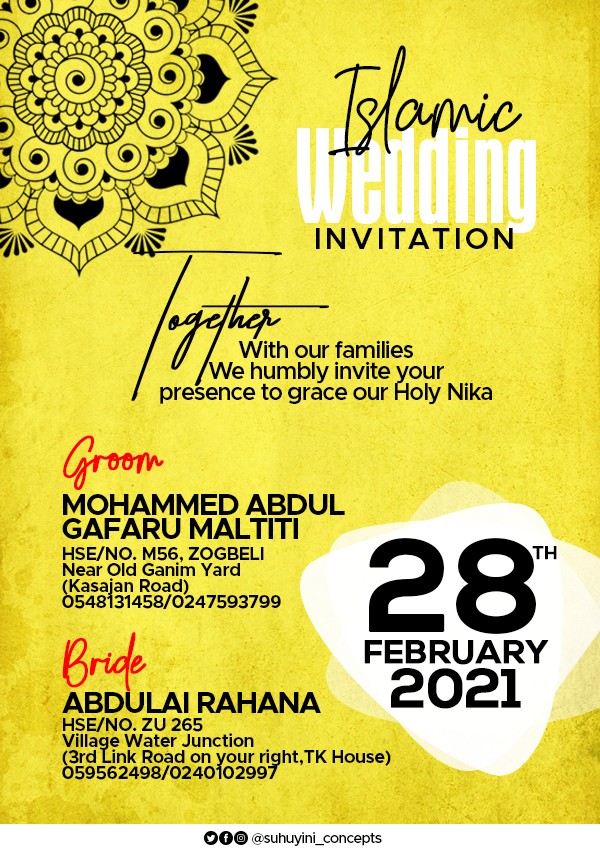 Islamic
Wedding
INVITATION
Together
With our families
We humbly invite your
presence to grace our Holy Nika
Groom
MOHAMMED ABDUL
GAFARU MALTITI
HSE/NO. M56, ZOGBELI
Near Old Ganim Yard
(Kasajan Road)
0548131458/0247593799
28TH
FEBRUARY
2021
Bride
ABDULAI RAHANA
HSE/NO. ZU 265
Village Water Junction
(3rd Link Road on your right,TK House)
059562498/0240102997
@suhuyini_concepts